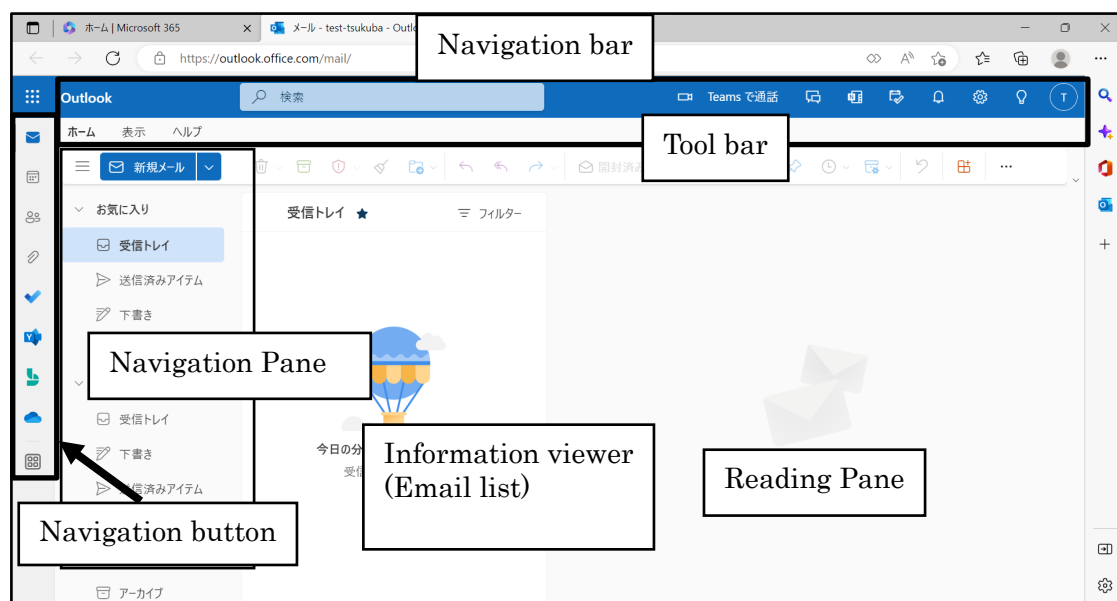 ホーム | Microsoft 365
メール - test-tsukuba -
https://outlook.office.com/mail/
Navigation bar
Outlook
検索
Teams で通話
T
ホーム 表示 ヘルプ
Tool bar
新規メール
お気に入り
受信トレイ
フィルター
受信トレイ
送信済みアイテム
下書き
Navigation Pane
受信トレイ
下書き
アイテム
今日の分
Information viewer
(Email list)
Reading Pane
Navigation button
アーカイブ